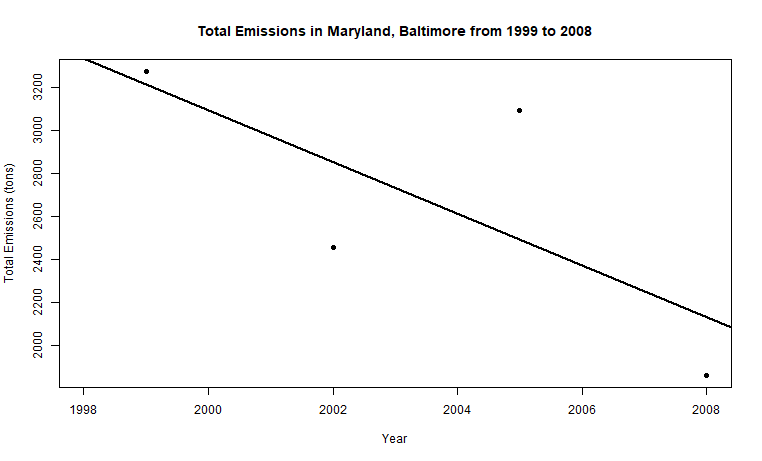 Total Emissions in Maryland, Baltimore from 1999 to 2008
Total Emissions (tons)
3200
3000
2800
2600
2400
2200
2000
1998 2000 2002 2004 2006 2008
Year